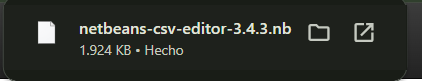 netbeans-csv-editor-3.4.3.nb
1.924 KB • Hecho